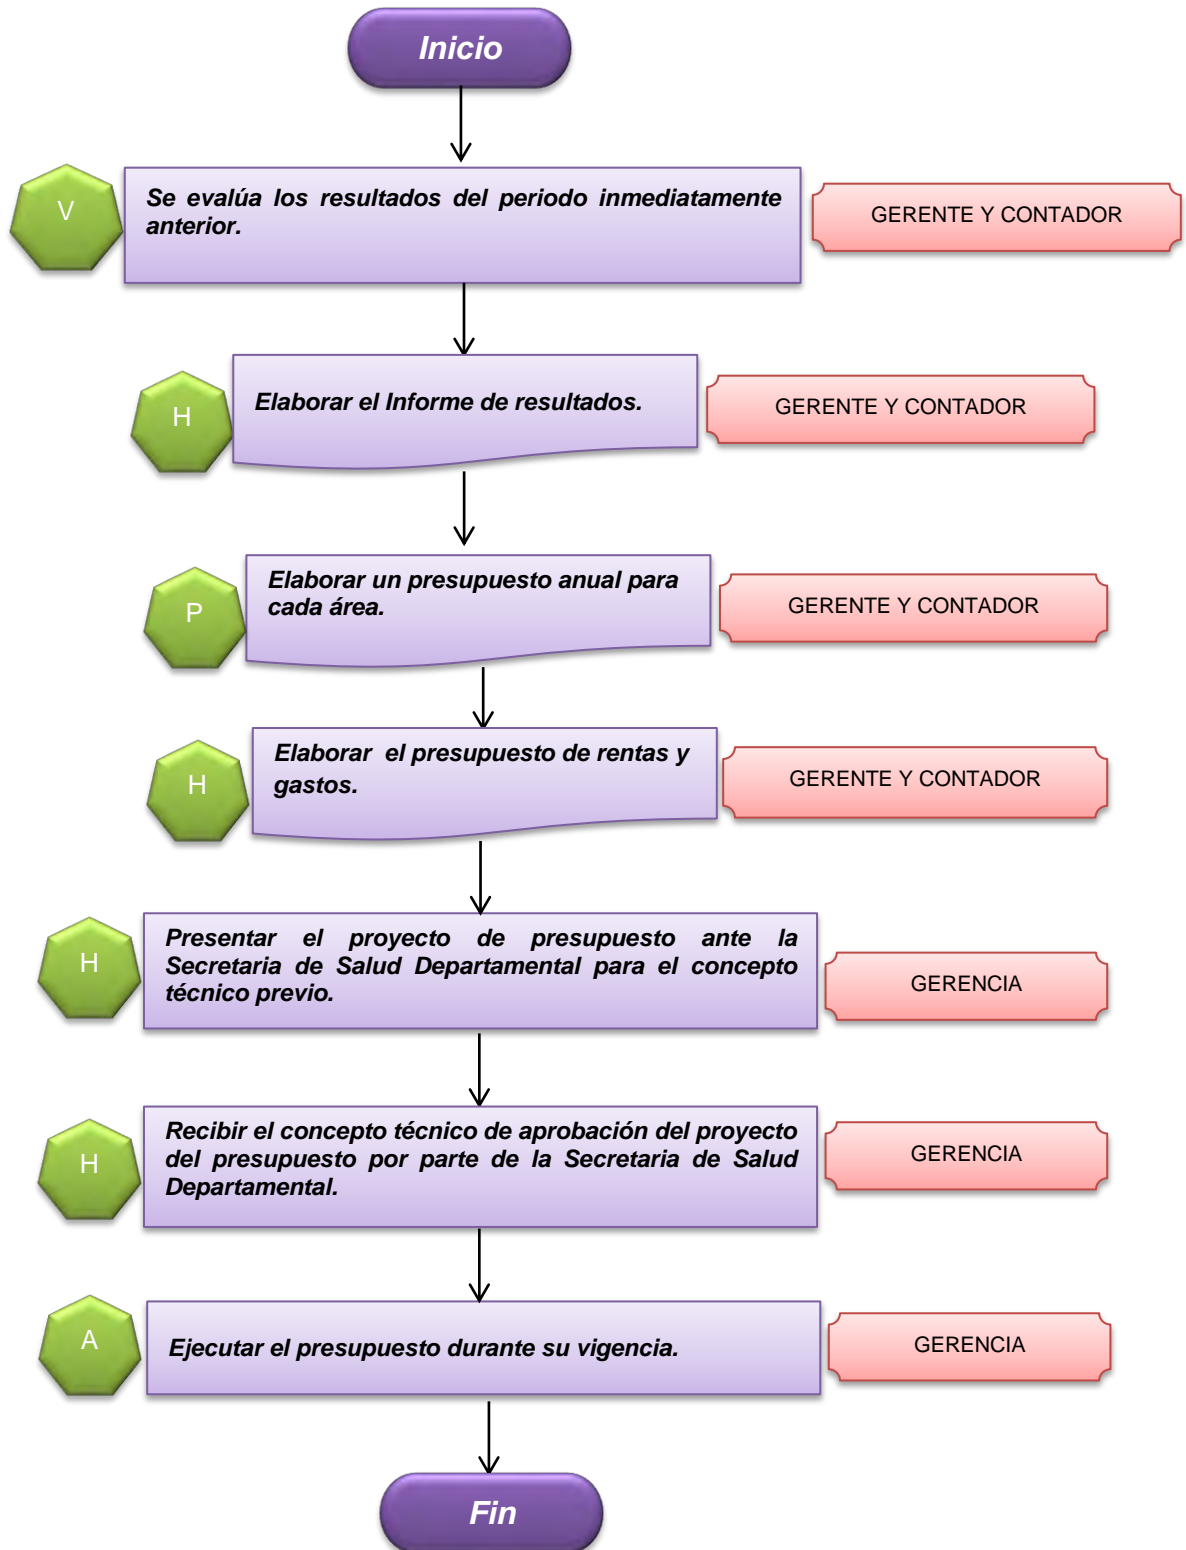 Inicio
V
Se evalúa los resultados del periodo inmediatamente
anterior.
GERENTE Y CONTADOR
H
Elaborar el Informe de resultados.
GERENTE Y CONTADOR
P
Elaborar un presupuesto anual para
cada área.
GERENTE Y CONTADOR
H
Elaborar el presupuesto de rentas y
gastos.
GERENTE Y CONTADOR
H
Presentar el proyecto de presupuesto ante la
Secretaria de Salud Departamental para el concepto
técnico previo.
GERENCIA
H
Recibir el concepto técnico de aprobación del proyecto
del presupuesto por parte de la Secretaria de Salud
Departamental.
GERENCIA
A
Ejecutar el presupuesto durante su vigencia.
GERENCIA
Fin